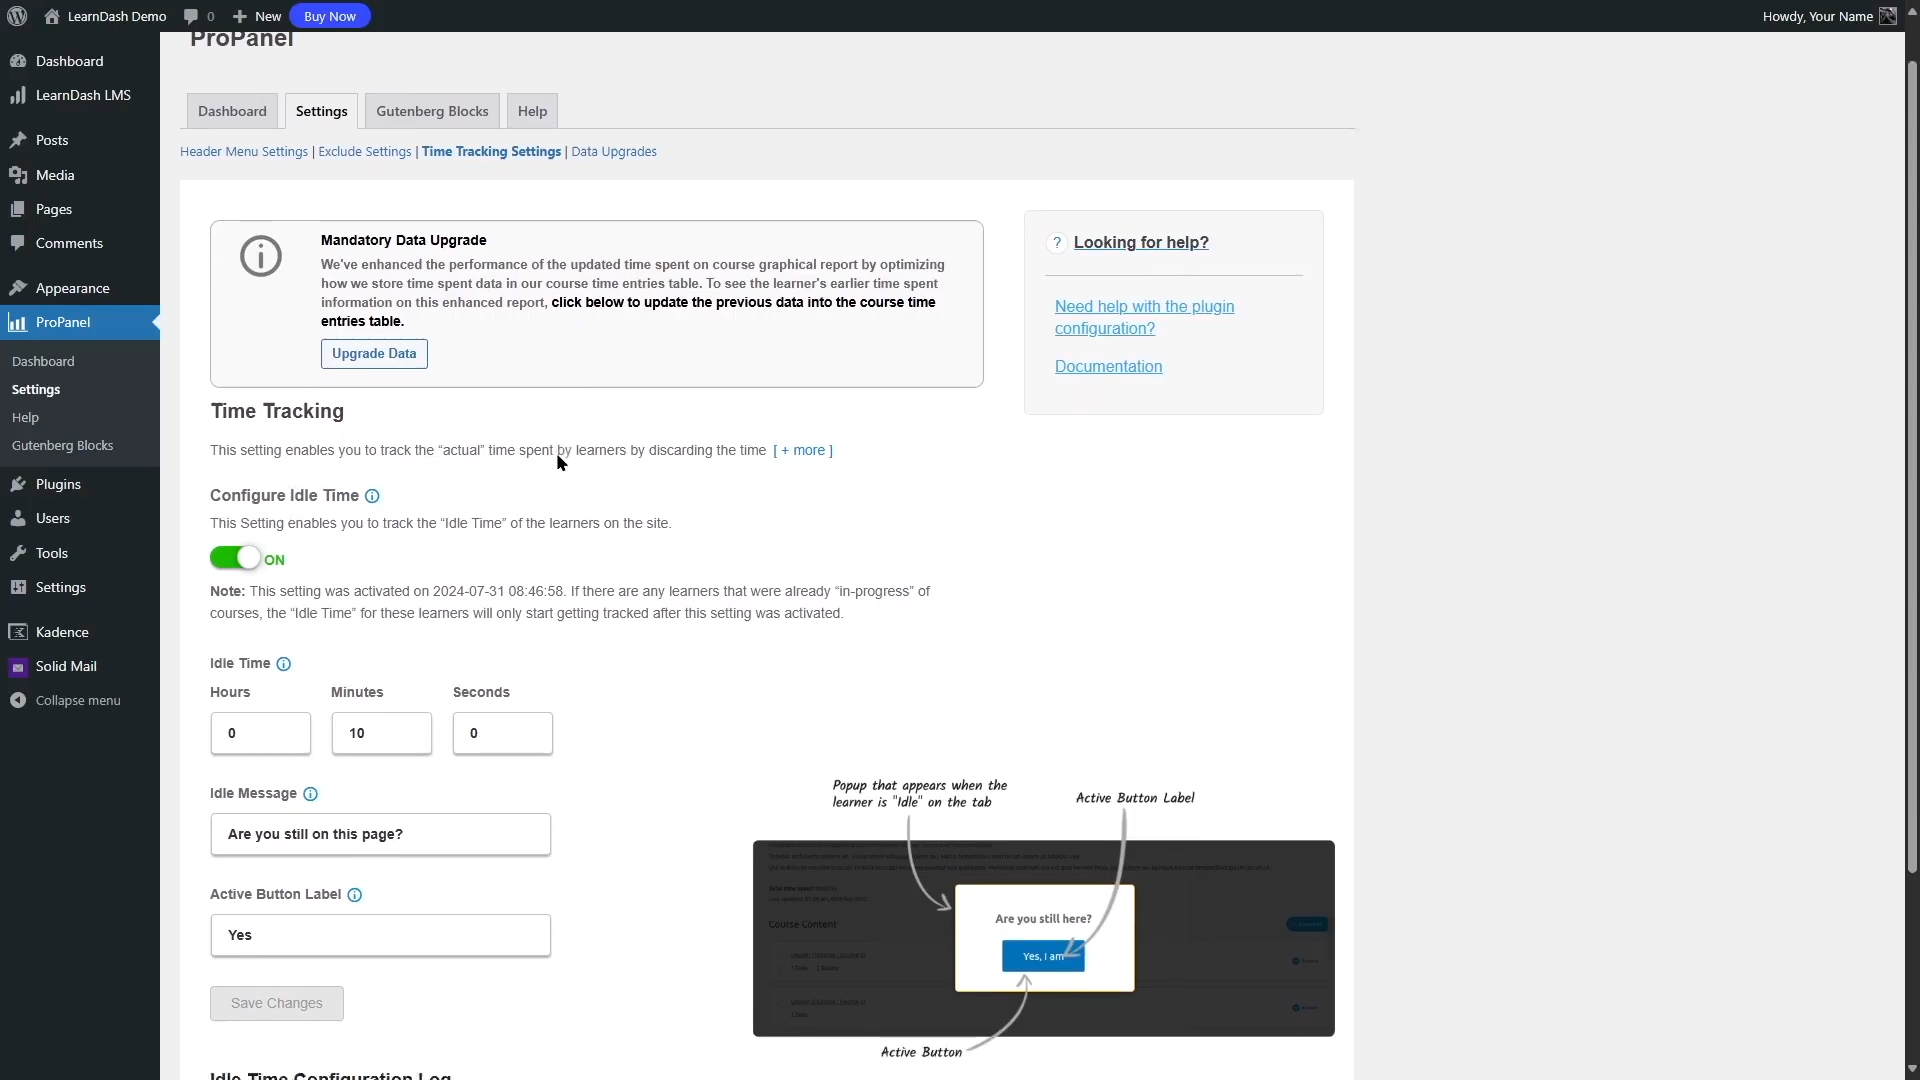 LearnDash Demo 0 New Buy Now Howdy, Your Name
ProPanel
Dashboard
LearnDash LMS
Posts
Media
Pages
Comments
Appearance
ProPanel
Dashboard
Settings
Help
Gutenberg Blocks
Plugins
Users
Tools
Settings
Kadence
Solid Mail
Collapse menu
Dashboard Settings Gutenberg Blocks Help
Header Menu Settings | Exclude Settings | Time Tracking Settings | Data Upgrades
Mandatory Data Upgrade
We've enhanced the performance of the updated time spent on course graphical report by optimizing
how we store time spent data in our course time entries table. To see the learner's earlier time spent
information on this enhanced report, click below to update the previous data into the course time
entries table.
Upgrade Data
? Looking for help?
Need help with the plugin
configuration?
Documentation
Time Tracking
This setting enables you to track the “actual” time spent by learners by discarding the time [ + more ]
Configure Idle Time
This Setting enables you to track the “Idle Time” of the learners on the site.
ON
Note: This setting was activated on 2024-07-31 08:46:58. If there are any learners that were already “in-progress” of
courses, the “Idle Time” for these learners will only start getting tracked after this setting was activated.
Idle Time
Hours Minutes Seconds
0 10 0
Idle Message
Are you still on this page?
Active Button Label
Yes
Save Changes
Popup that appears when the
learner is "Idle" on the tab
Active Button Label
Course Content
Are you still here?
Yes, I am
Active Button
Idle Time Configuration Log